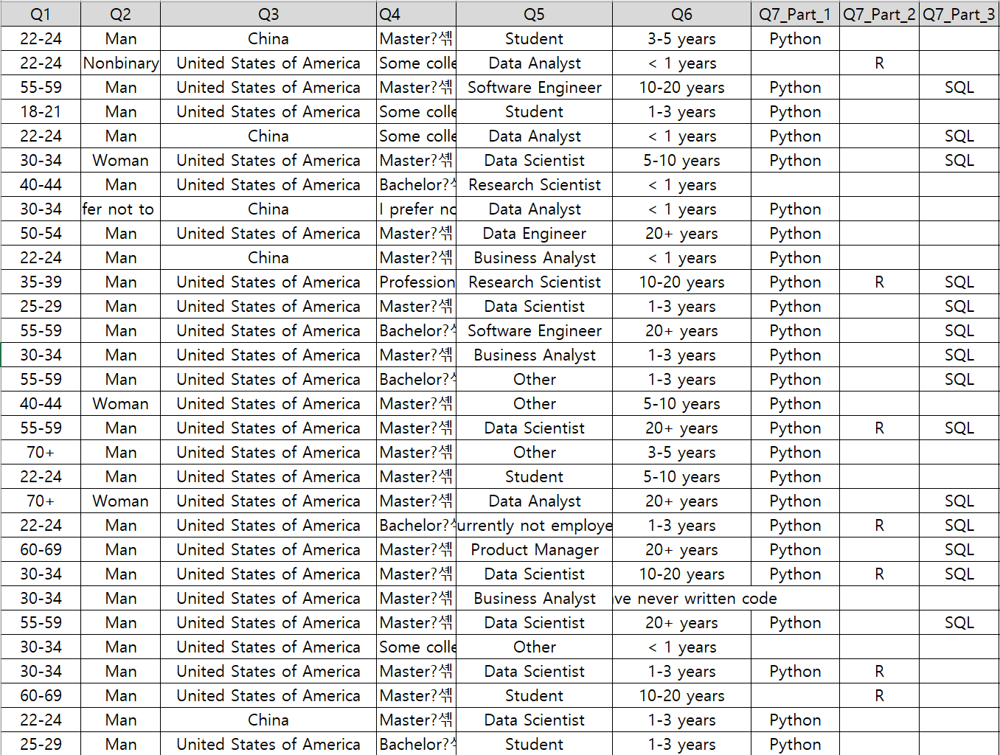 Q1 Q2 Q3 Q4 Q5 Q6 Q7_Part_1 Q7_Part_2 Q7_Part_3
22-24 Man China Master?셲 Student 3-5 years Python
22-24 Nonbinary United States of America Some colle Data Analyst < 1 years R
55-59 Man United States of America Master?셲 Software Engineer 10-20 years Python SQL
18-21 Man United States of America Some colle Student 1-3 years Python
22-24 Man China Some colle Data Analyst < 1 years Python SQL
30-34 Woman United States of America Master?셲 Data Scientist 5-10 years Python SQL
40-44 Man United States of America Bachelor? Research Scientist < 1 years
30-34 fer not to China I prefer no Data Analyst < 1 years Python
50-54 Man United States of America Master?셲 Data Engineer 20+ years Python
22-24 Man China Master?셲 Business Analyst < 1 years Python
35-39 Man United States of America Profession Research Scientist 10-20 years Python R SQL
25-29 Man United States of America Master?셲 Data Scientist 1-3 years Python SQL
55-59 Man United States of America Bachelor? Software Engineer 20+ years Python SQL
30-34 Man United States of America Master?셲 Business Analyst 1-3 years Python SQL
55-59 Man United States of America Bachelor? Other 1-3 years Python SQL
40-44 Woman United States of America Master?셲 Other 5-10 years Python
55-59 Man United States of America Master?셲 Data Scientist 20+ years Python R SQL
70+ Man United States of America Master?셲 Other 3-5 years Python
22-24 Man United States of America Master?셲 Student 5-10 years Python
70+ Woman United States of America Master?셲 Data Analyst 20+ years Python SQL
22-24 Man United States of America Bachelor? urrently not employe 1-3 years Python R SQL
60-69 Man United States of America Master?셲 Product Manager 20+ years Python SQL
30-34 Man United States of America Master?셲 Data Scientist 10-20 years Python R SQL
30-34 Man United States of America Master?셲 Business Analyst ve never written code
55-59 Man United States of America Master?셲 Data Scientist 20+ years Python SQL
30-34 Man United States of America Some colle Other < 1 years
30-34 Man United States of America Master?셲 Data Scientist 1-3 years Python R
60-69 Man United States of America Master?셲 Student 10-20 years R
22-24 Man China Master?셲 Data Scientist 1-3 years Python
25-29 Man United States of America Bachelor? Student 1-3 years Python